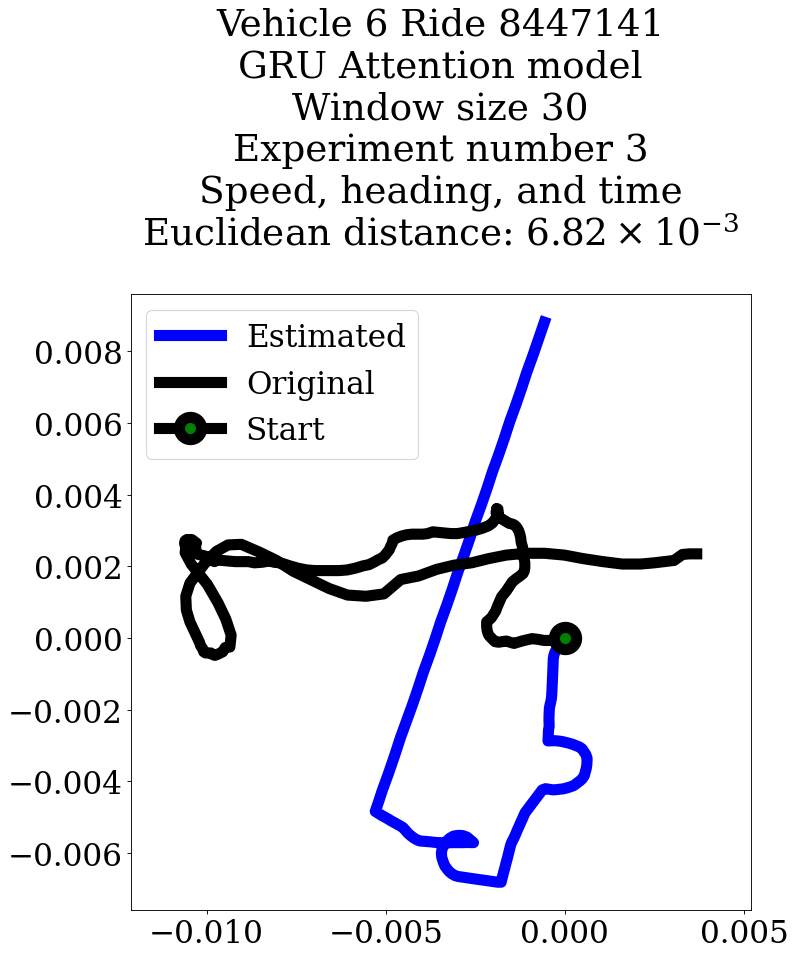 Vehicle 6 Ride 8447141
GRU Attention model
Window size 30
Experiment number 3
Speed, heading, and time
Euclidean distance: 6.82 × 10⁻³
Estimated
Original
Start
0.008
0.006
0.004
0.002
0.000
−0.002
−0.004
−0.006
−0.010 −0.005 0.000 0.005